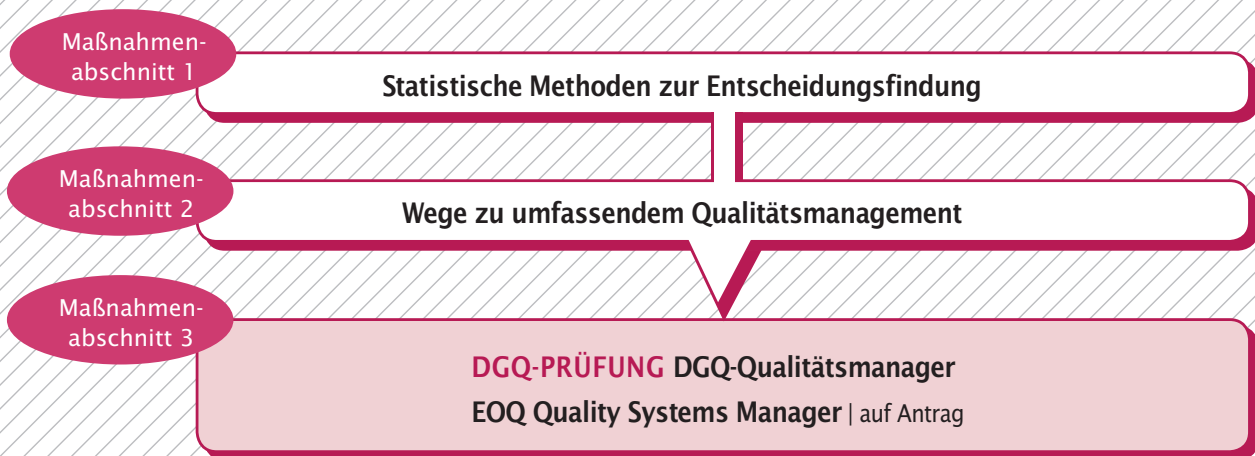 Maßnahmen-
abschnitt 1
Statistische Methoden zur Entscheidungsfindung
Maßnahmen-
abschnitt 2
Wege zu umfassendem Qualitätsmanagement
Maßnahmen-
abschnitt 3
DGQ-PRÜFUNG DGQ-Qualitätsmanager
EOQ Quality Systems Manager | auf Antrag